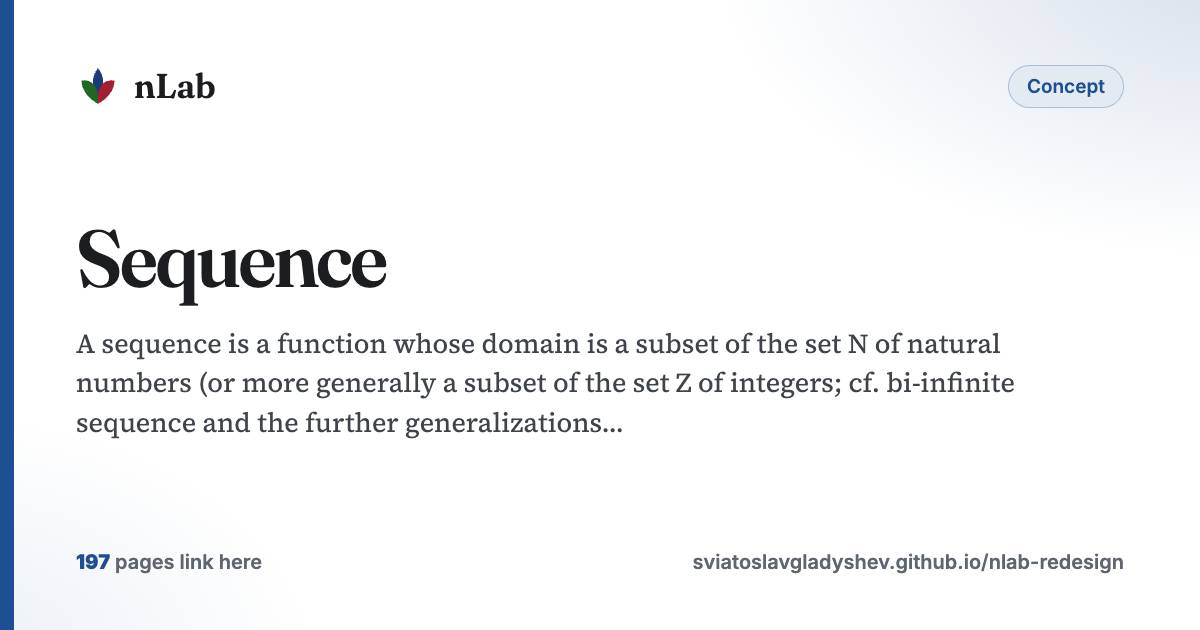 nLab
Concept
Sequence
A sequence is a function whose domain is a subset of the set N of natural
numbers (or more generally a subset of the set Z of integers; cf. bi-infinite
sequence and the further generalizations...
197 pages link here
sviatoslavgladyshev.github.io/nlab-redesign